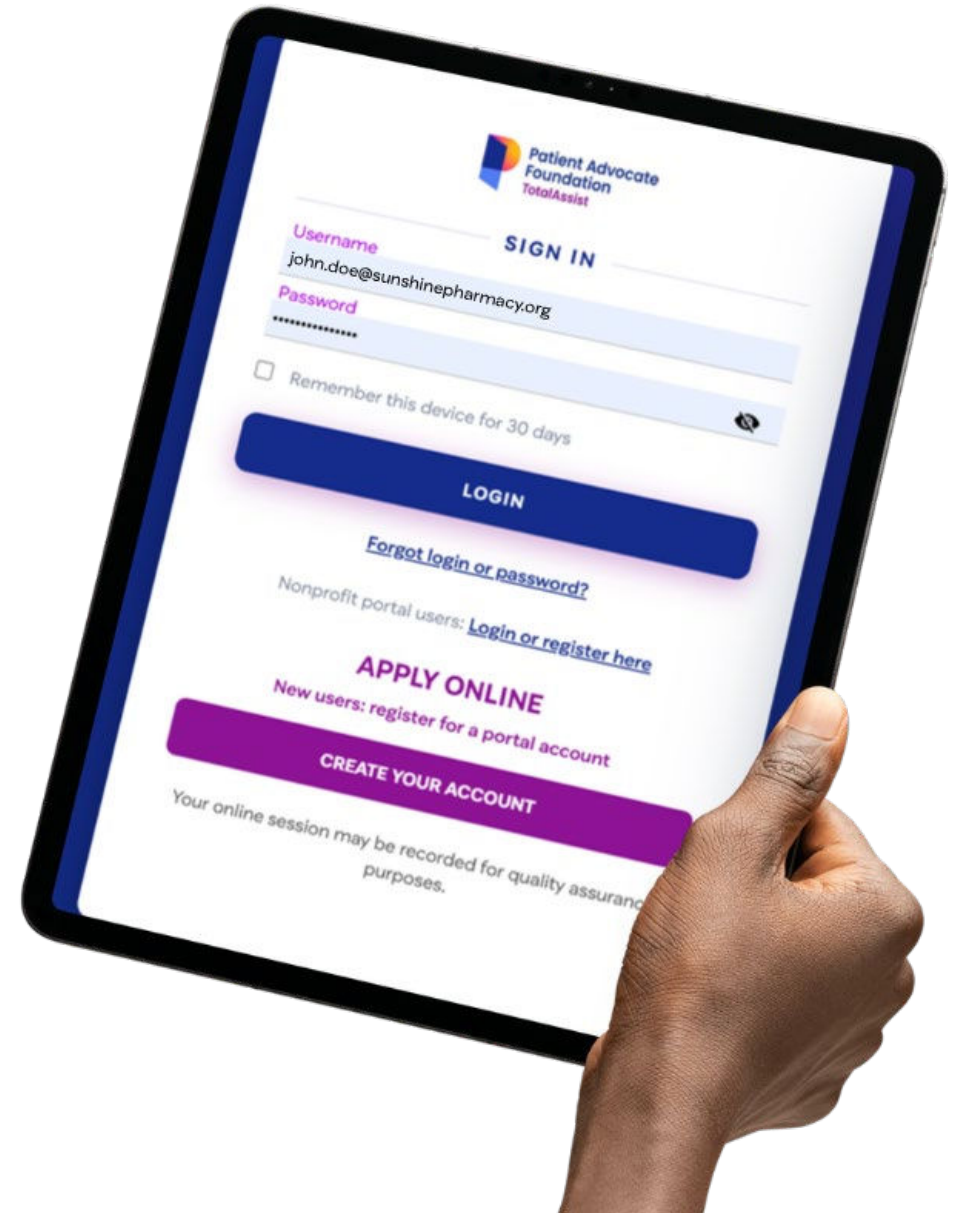 Patient Advocate
Foundation
TotalAssist
SIGN IN
Username
john.doe@sunshinepharmacy.org
Password
•••••••••••••••
Remember this device for 30 days
LOGIN
Forgot login or password?
Nonprofit portal users: Login or register here
APPLY ONLINE
New users: register for a portal account
CREATE YOUR ACCOUNT
Your online session may be recorded for quality assuranc
purposes.